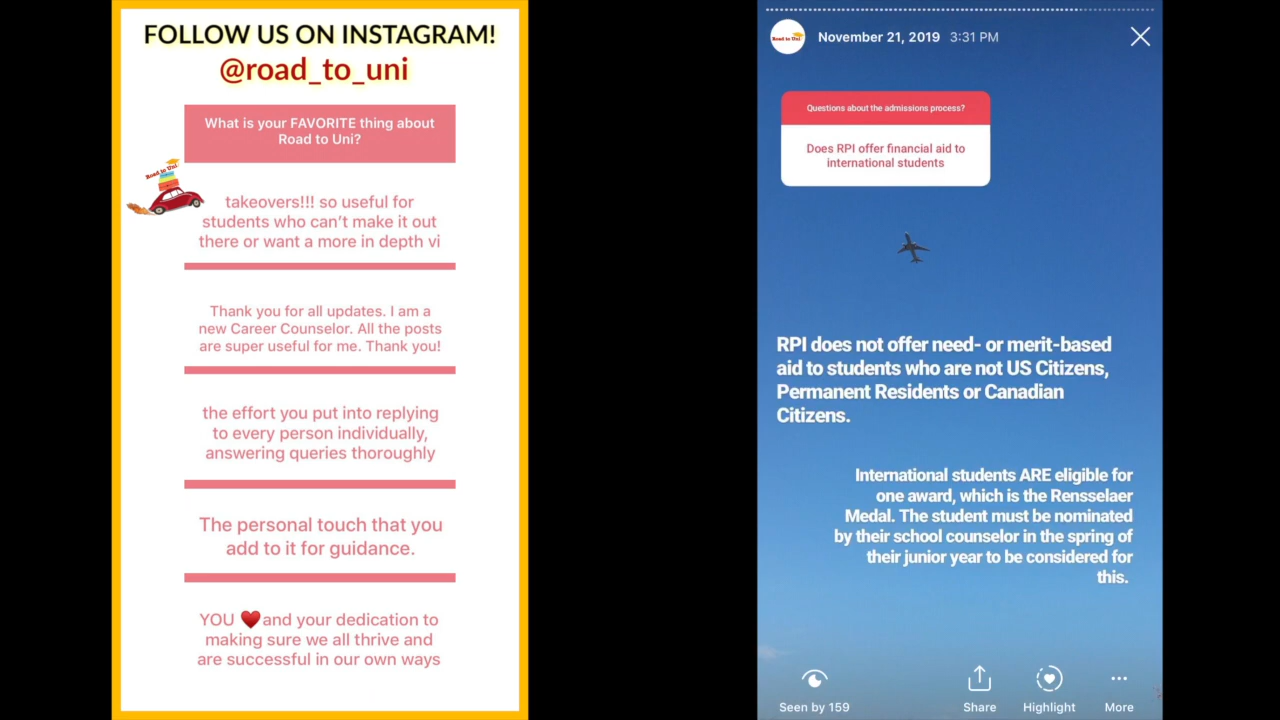 FOLLOW US ON INSTAGRAM!
@road_to_uni
What is your FAVORITE thing about
Road to Uni?
Road to Uni
takeovers!!! so useful for
students who can't make it out
there or want a more in depth vi
Thank you for all updates. I am a
new Career Counselor. All the posts
are super useful for me. Thank you!
the effort you put into replying
to every person individually,
answering queries thoroughly
The personal touch that you
add to it for guidance.
YOU ♥️and your dedication to
making sure we all thrive and
are successful in our own ways
Road to Uni
November 21, 2019 3:31 PM
Questions about the admissions process?
Does RPI offer financial aid to
international students
RPI does not offer need- or merit-based
aid to students who are not US Citizens,
Permanent Residents or Canadian
Citizens.
International students ARE eligible for
one award, which is the Rensselaer
Medal. The student must be nominated
by their school counselor in the spring of
their junior year to be considered for
this.
Seen by 159
Share
Highlight
More